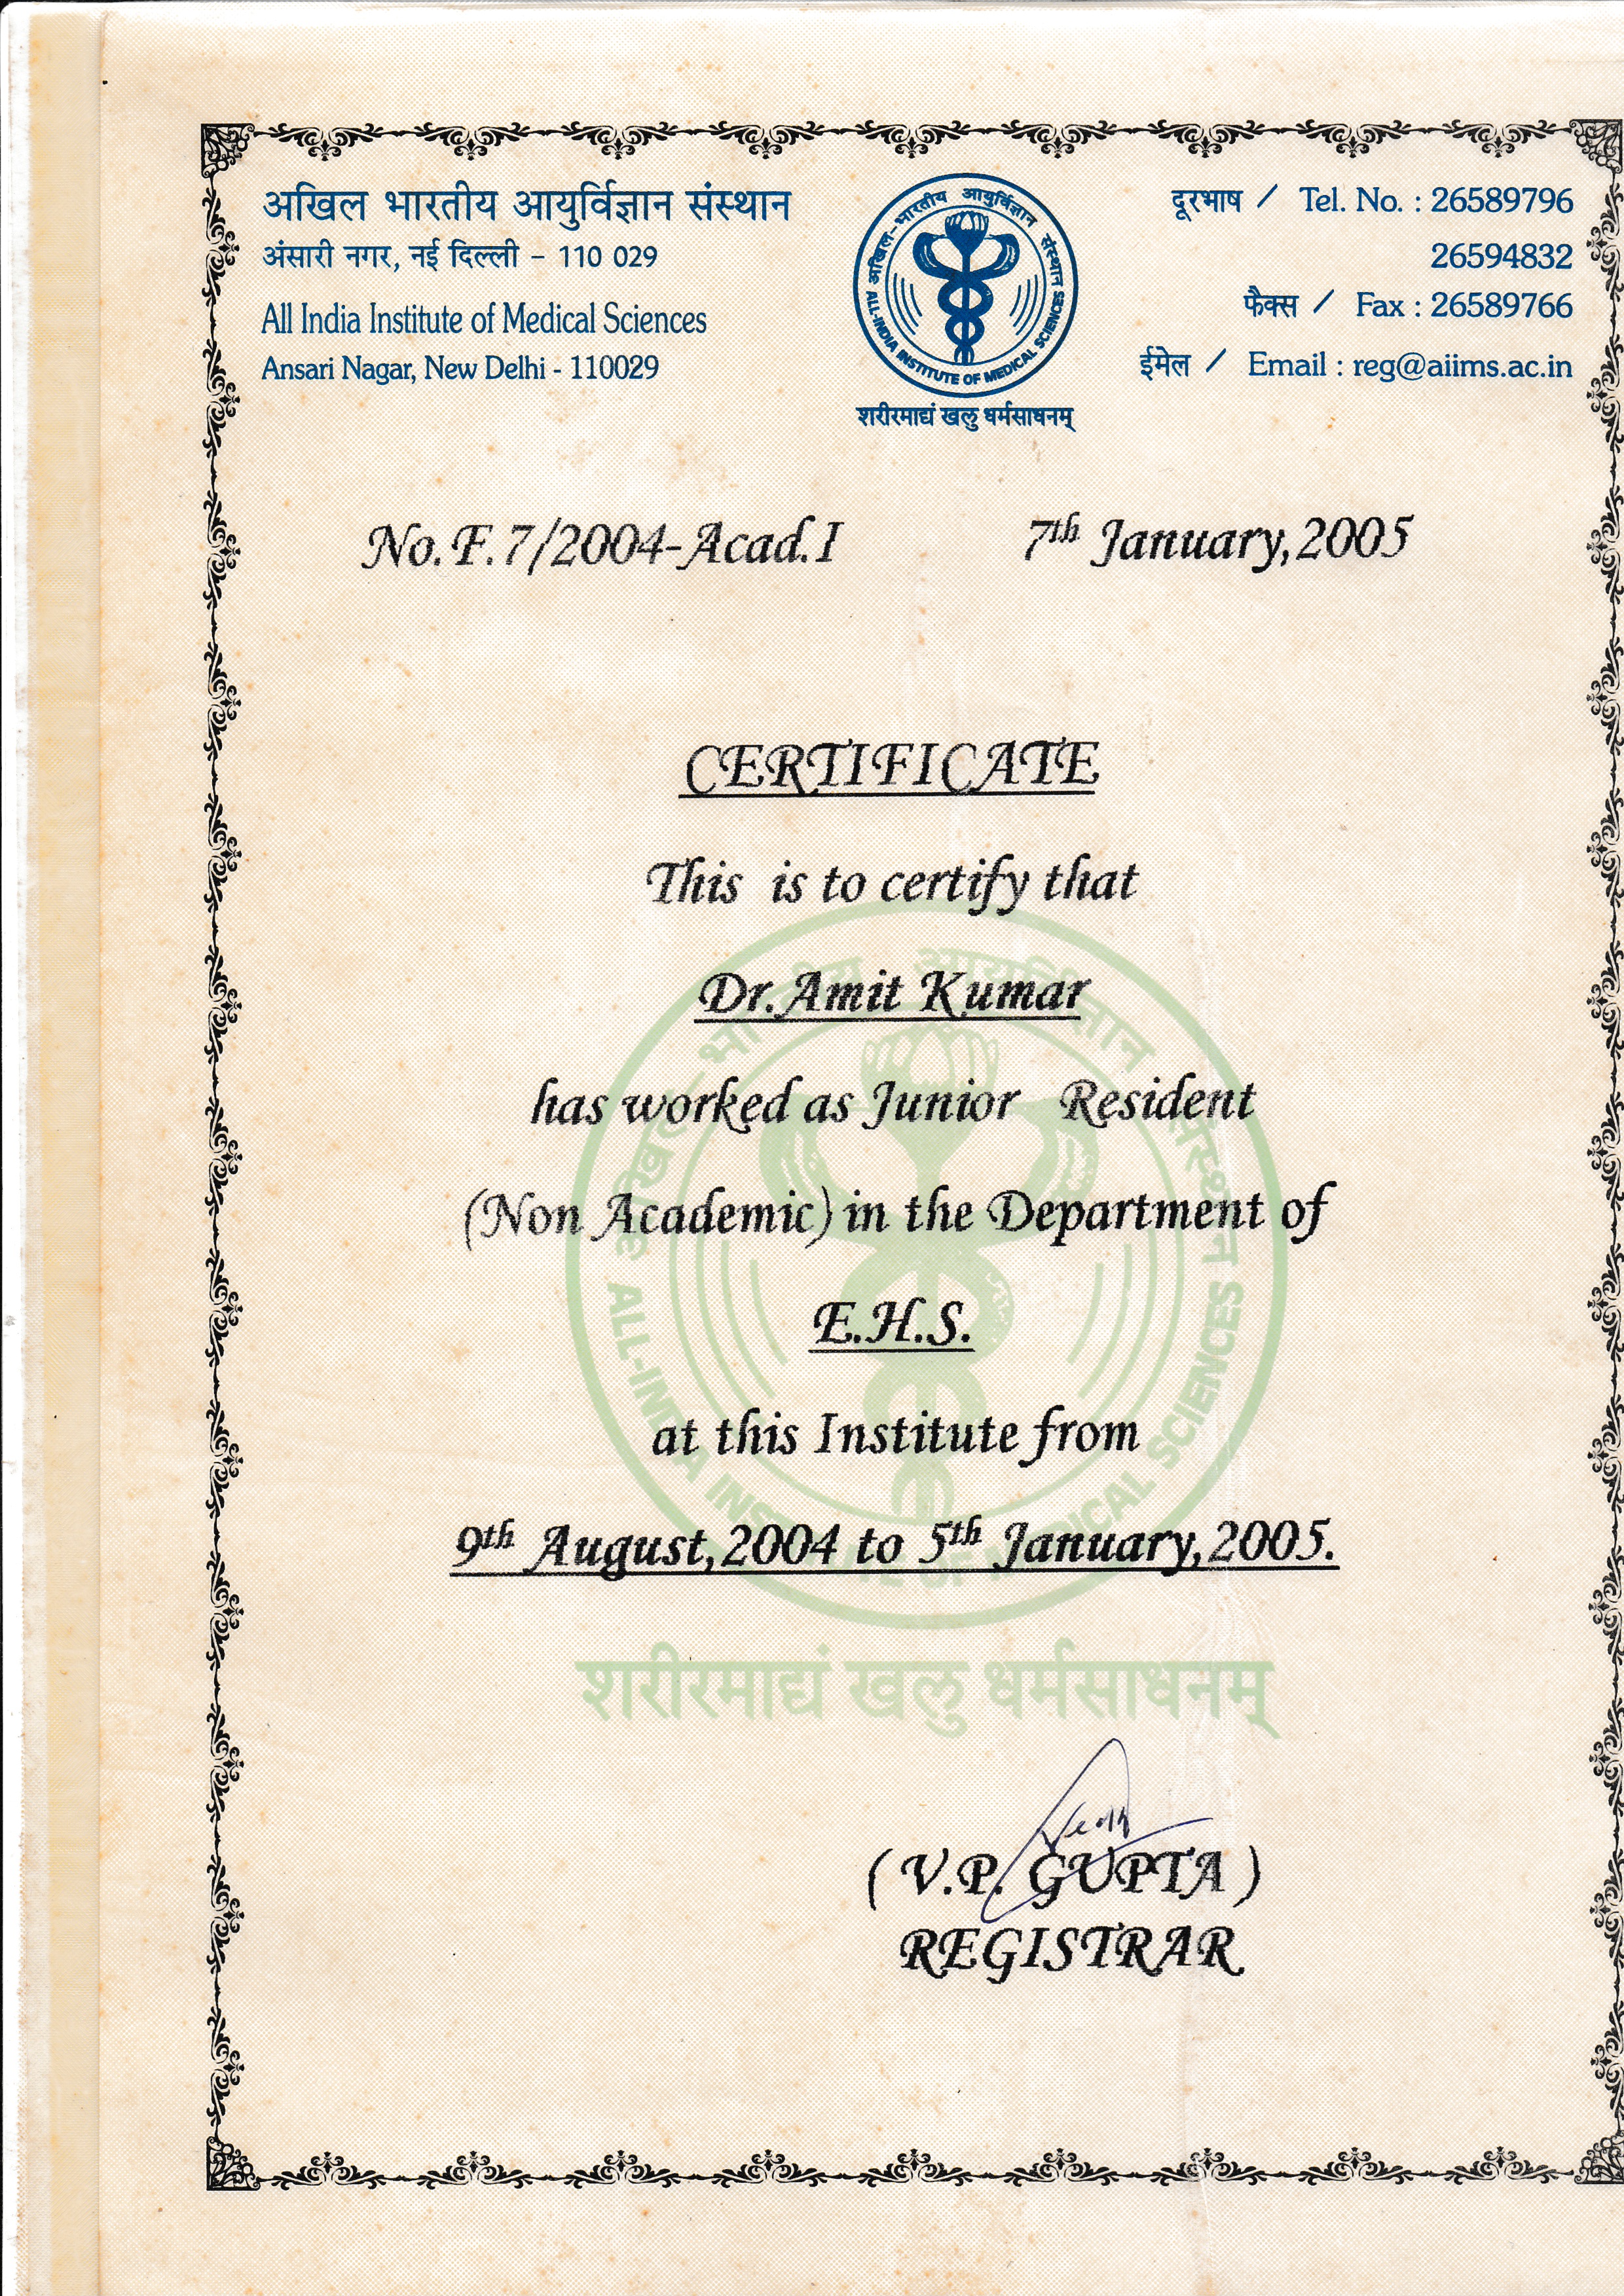 अखिल भारतीय आयुर्विज्ञान संस्थान
अंसारी नगर, नई दिल्ली – 110 029
All India Institute of Medical Sciences
Ansari Nagar, New Delhi - 110029
अखिल-भारतीय आयुर्विज्ञान संस्थान
ALL-INDIA INSTITUTE OF MEDICAL SCIENCES
शरीरमाद्यं खलु धर्मसाधनम्
दूरभाष / Tel. No. : 26589796
26594832
फैक्स / Fax : 26589766
ईमेल / Email : reg@aiims.ac.in
No.F.7/2004-Acad.I 7th January,2005
CERTIFICATE
This is to certify that
Dr.Amit Kumar
has worked as Junior Resident
(Non Academic) in the Department of
E.H.S.
at this Institute from
9th August,2004 to 5th January,2005.
शरीरमाद्यं खलु धर्मसाधनम्
( V.P. GUPTA )
REGISTRAR